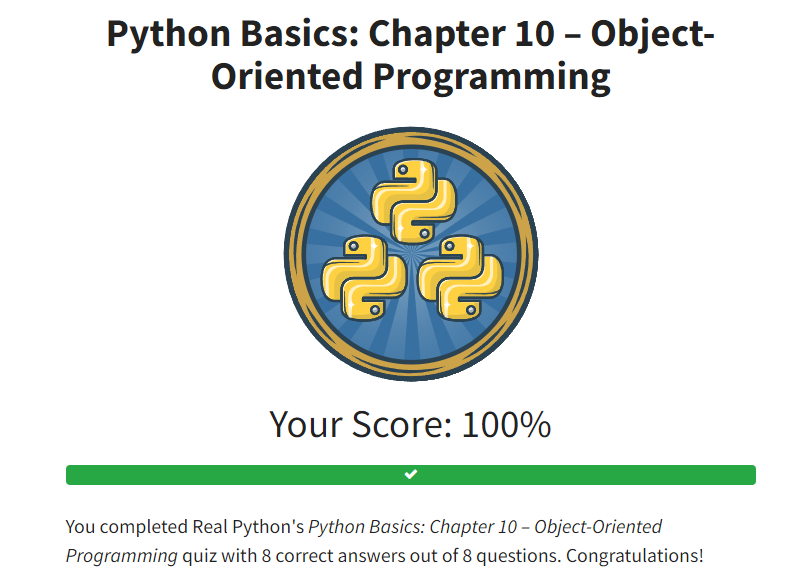 Python Basics: Chapter 10 – Object-
Oriented Programming
Your Score: 100%
You completed Real Python's Python Basics: Chapter 10 – Object-Oriented
Programming quiz with 8 correct answers out of 8 questions. Congratulations!